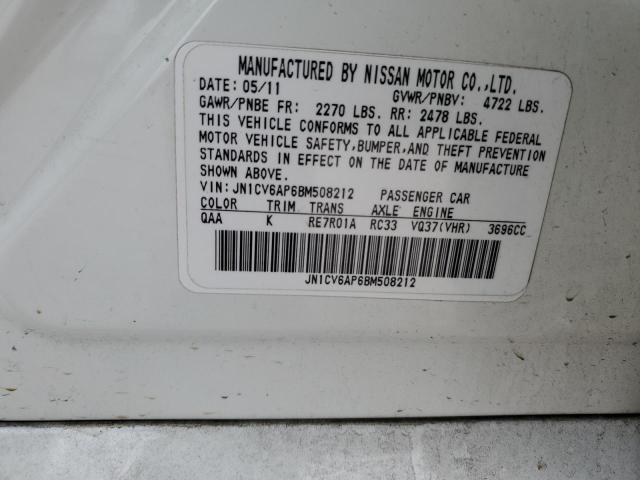 MANUFACTURED BY NISSAN MOTOR CO.,LTD.
DATE: 05/11 GVWR/PNBV: 4722 LBS.
GAWR/PNBE FR: 2270 LBS. RR: 2478 LBS.
THIS VEHICLE CONFORMS TO ALL APPLICABLE FEDERAL
MOTOR VEHICLE SAFETY,BUMPER,AND THEFT PREVENTION
STANDARDS IN EFFECT ON THE DATE OF MANUFACTURE
SHOWN ABOVE.
VIN: JN1CV6AP6BM508212 PASSENGER CAR
COLOR TRIM TRANS AXLE ENGINE
QAA K RE7R01A RC33 VQ37(VHR) 3696CC
JN1CV6AP6BM508212